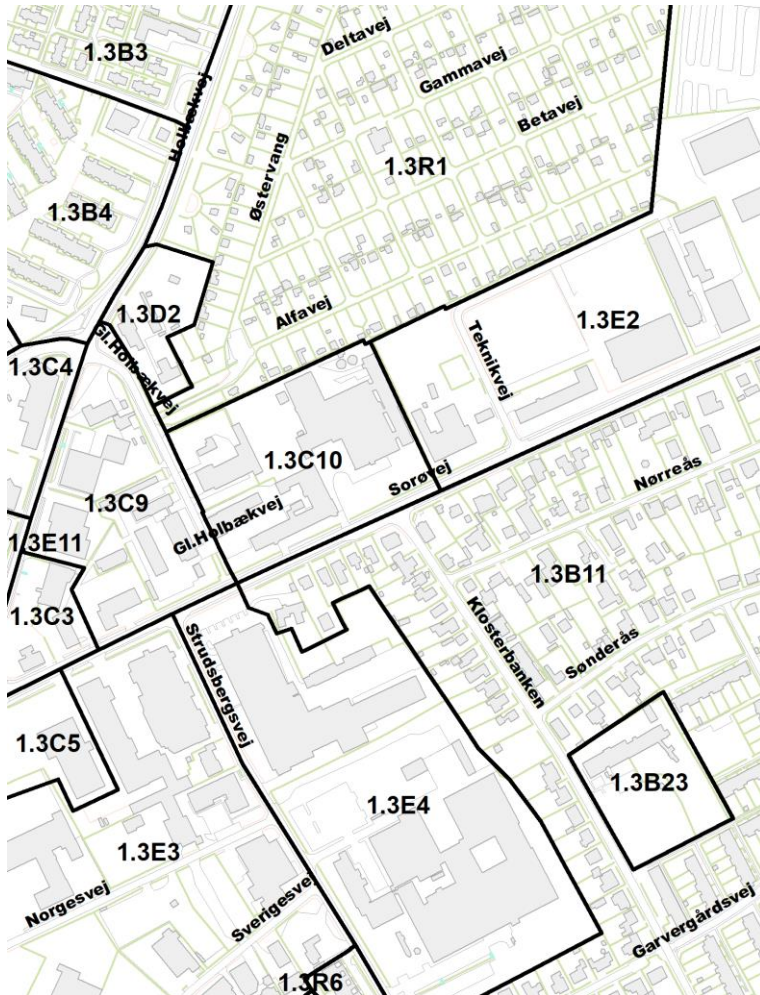 Deltavej
1.3B3
Gammavej
Holbækvej
Betavej
1.3R1
Østervang
1.3B4
1.3D2
Alfavej
1.3E2
Gl.Holbækvej
Teknikvej
1.3C4
1.3C10
Sorøvej
Nørreås
1.3C9
Gl.Holbækvej
1.3E11
1.3B11
1.3C3
Klosterbanken
Sønderås
Strudsbergsvej
1.3C5
1.3B23
1.3E4
1.3E3
Norgesvej
Sverigesvej
Garvergårdsvej
1.3R6